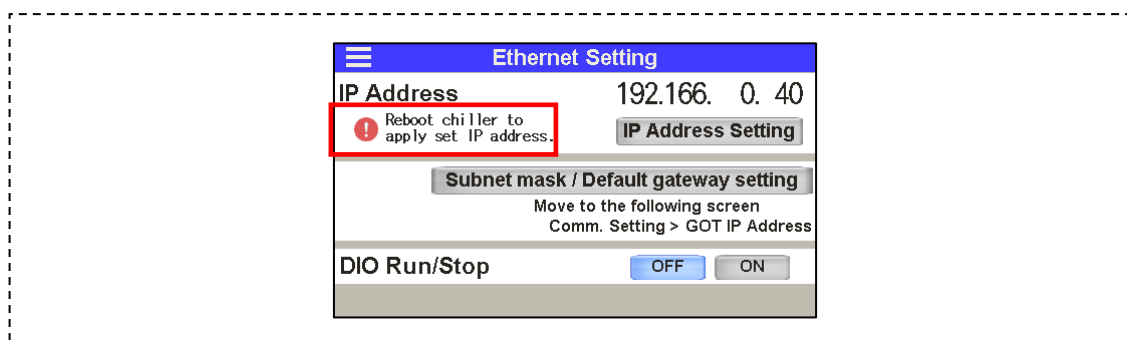 Ethernet Setting
IP Address 192.166. 0. 40
Reboot chiller to
apply set IP address.
IP Address Setting
Subnet mask / Default gateway setting
Move to the following screen
Comm. Setting > GOT IP Address
DIO Run/Stop OFF ON